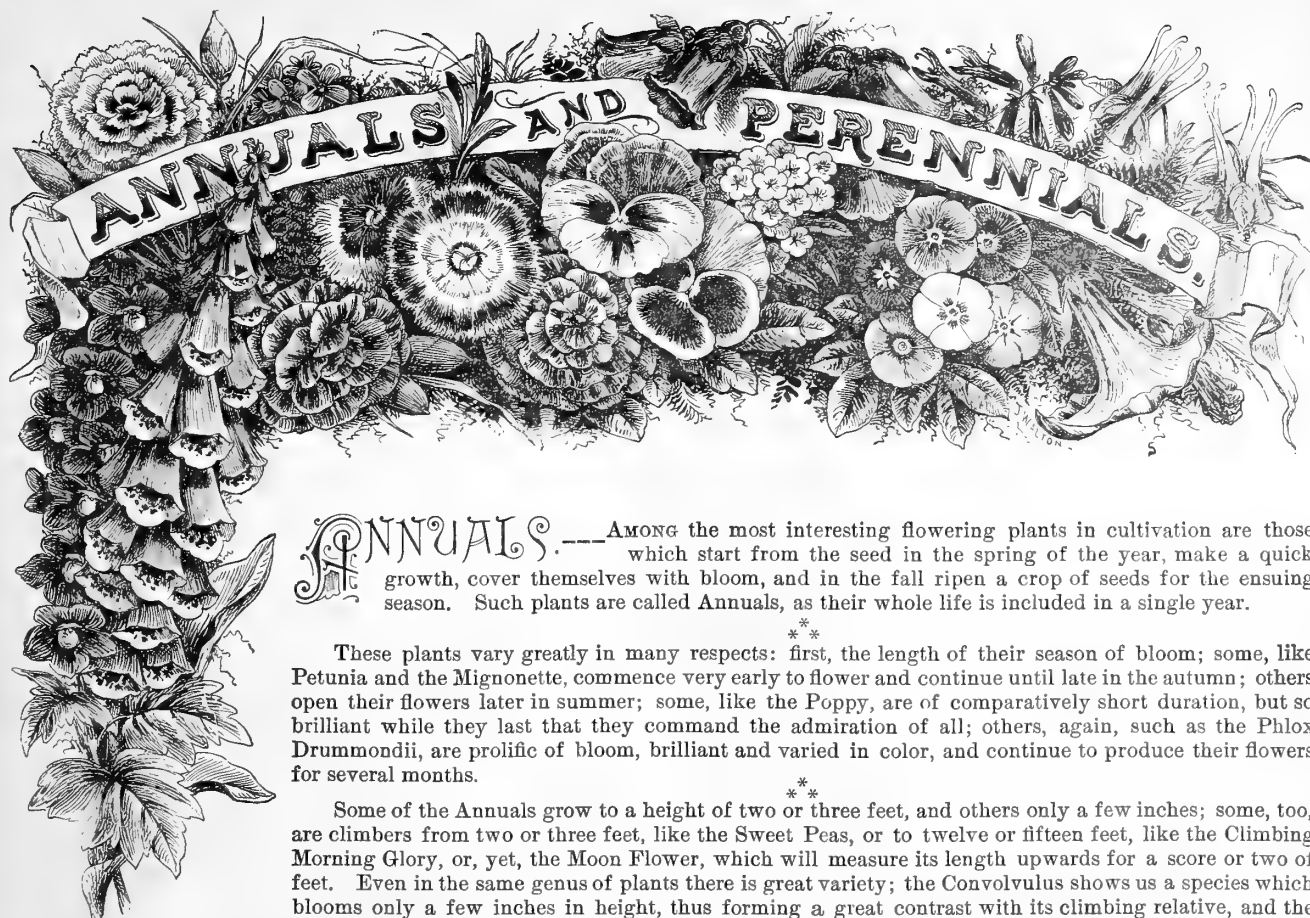 ANNUALS AND PERENNIALS.
MELTON S
ANNUALS.—AMONG the most interesting flowering plants in cultivation are those
which start from the seed in the spring of the year, make a quick
growth, cover themselves with bloom, and in the fall ripen a crop of seeds for the ensuing
season. Such plants are called Annuals, as their whole life is included in a single year.
*
* *
These plants vary greatly in many respects: first, the length of their season of bloom; some, like
Petunia and the Mignonette, commence very early to flower and continue until late in the autumn; others
open their flowers later in summer; some, like the Poppy, are of comparatively short duration, but so
brilliant while they last that they command the admiration of all; others, again, such as the Phlox
Drummondii, are prolific of bloom, brilliant and varied in color, and continue to produce their flowers
for several months.
*
* *
Some of the Annuals grow to a height of two or three feet, and others only a few inches; some, too,
are climbers from two or three feet, like the Sweet Peas, or to twelve or fifteen feet, like the Climbing
Morning Glory, or, yet, the Moon Flower, which will measure its length upwards for a score or two of
feet. Even in the same genus of plants there is great variety; the Convolvulus shows us a species which
blooms only a few inches in height, thus forming a great contrast with its climbing relative, and the